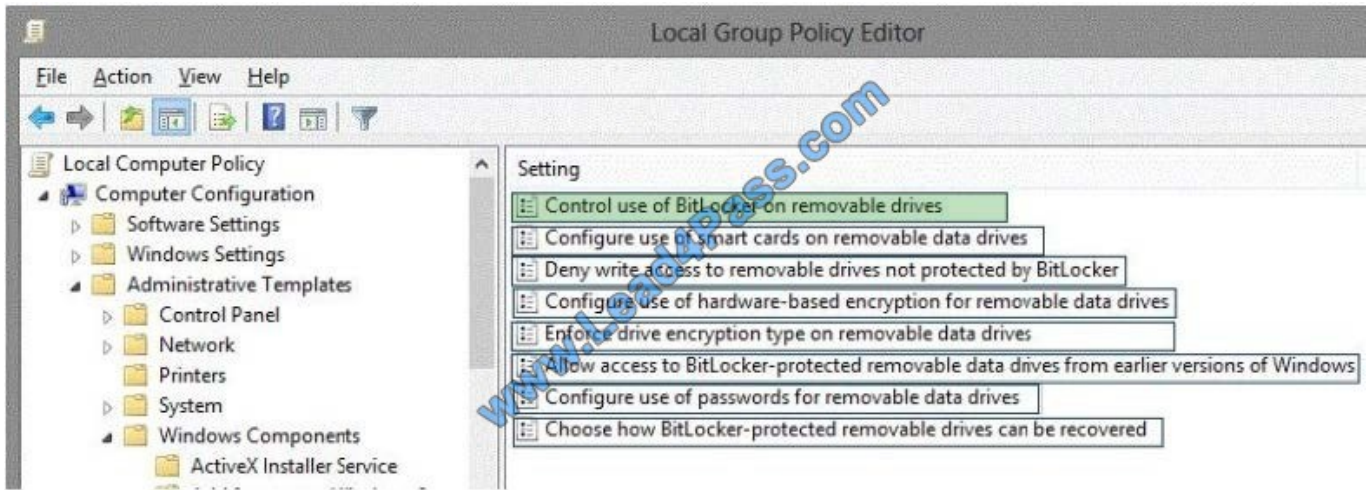 Local Group Policy Editor
File Action View Help
Local Computer Policy
Computer Configuration
Software Settings
Windows Settings
Administrative Templates
Control Panel
Network
Printers
System
Windows Components
ActiveX Installer Service
Setting
Control use of BitLocker on removable drives
Configure use of smart cards on removable data drives
Deny write access to removable drives not protected by BitLocker
Configure use of hardware-based encryption for removable data drives
Enforce drive encryption type on removable data drives
Allow access to BitLocker-protected removable data drives from earlier versions of Windows
Configure use of passwords for removable data drives
Choose how BitLocker-protected removable drives can be recovered
www.Lead4Pass.com